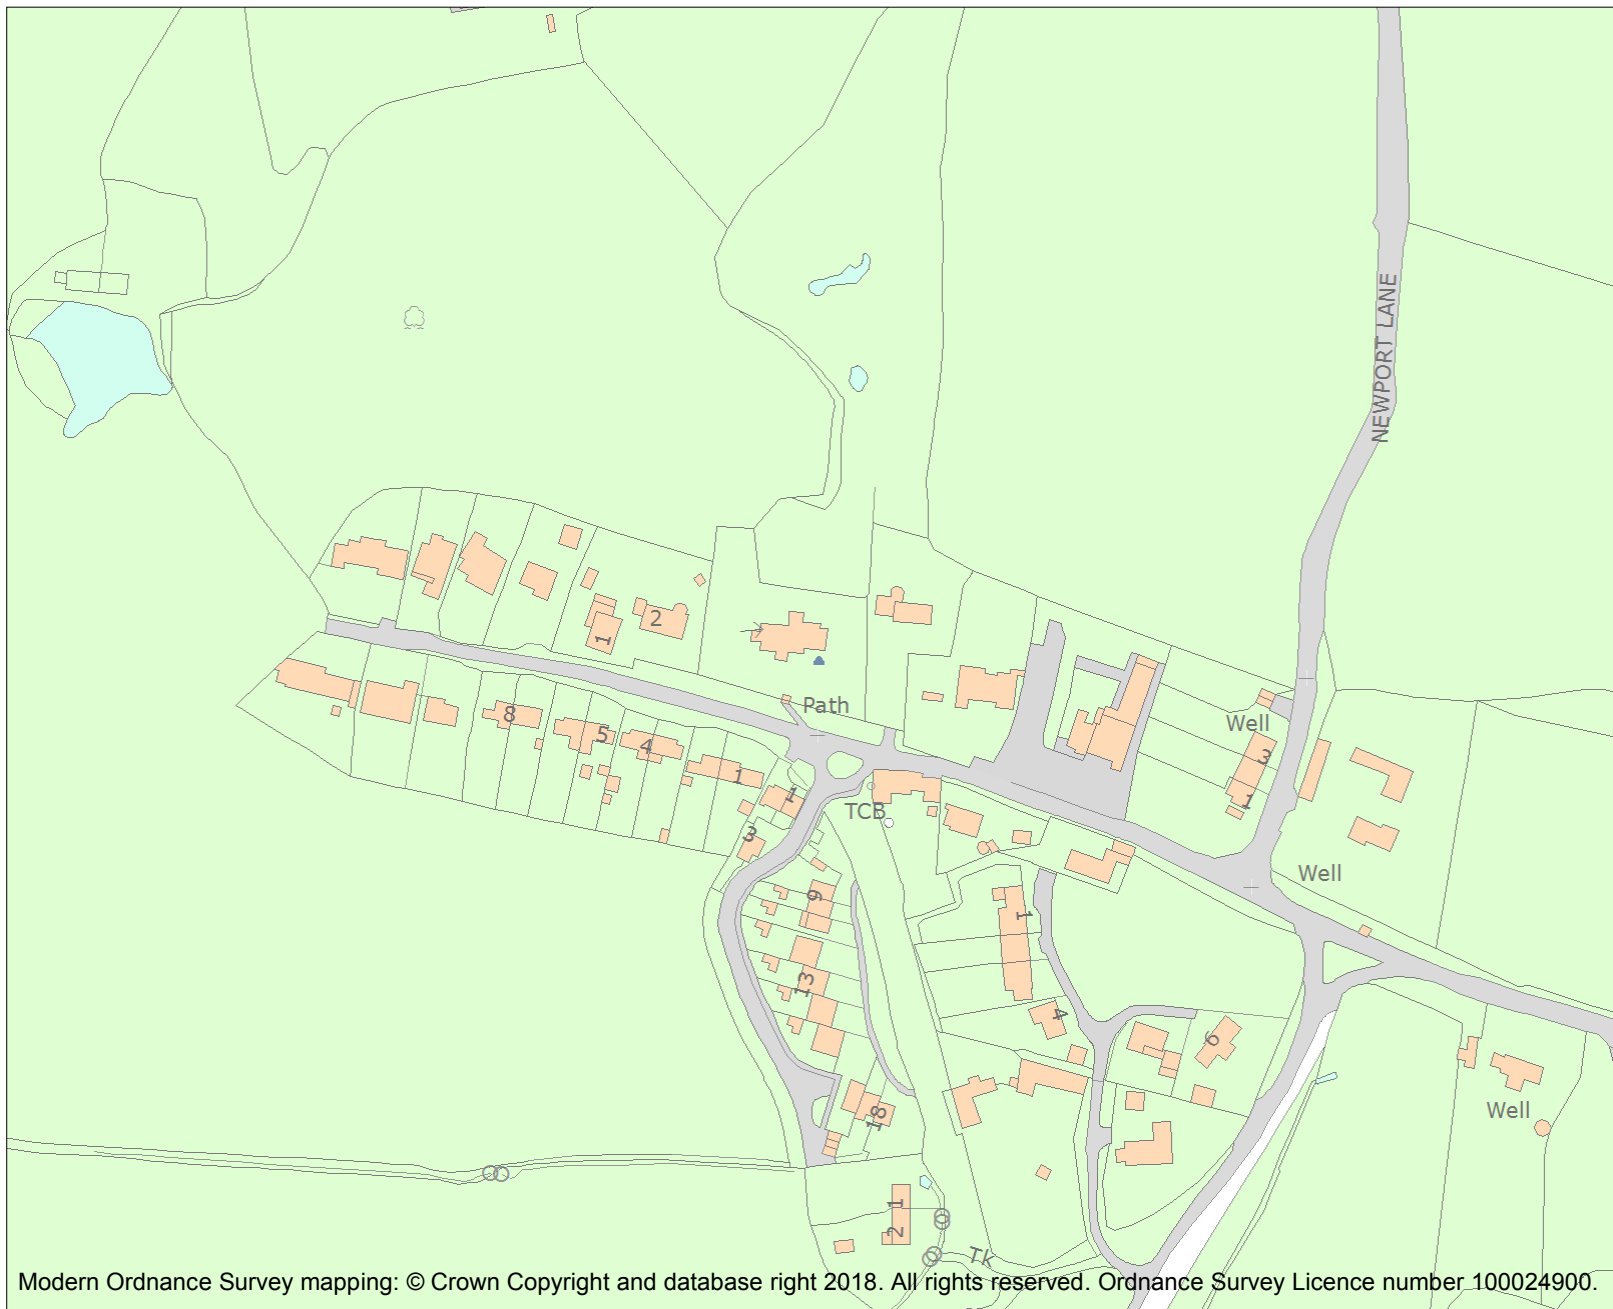 NEWPORT LANE
2
1
Path
Well
8
5
4
3
1
1
1
TCB
3
Well
9
1
13
4
6
Well
18
1
2
Tk
Modern Ordnance Survey mapping: © Crown Copyright and database right 2018. All rights reserved. Ordnance Survey Licence number 100024900.